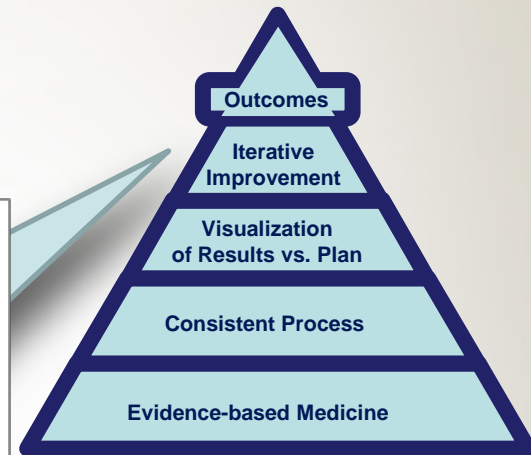 Outcomes
Iterative
Improvement
Visualization
of Results vs. Plan
Consistent Process
Evidence-based Medicine